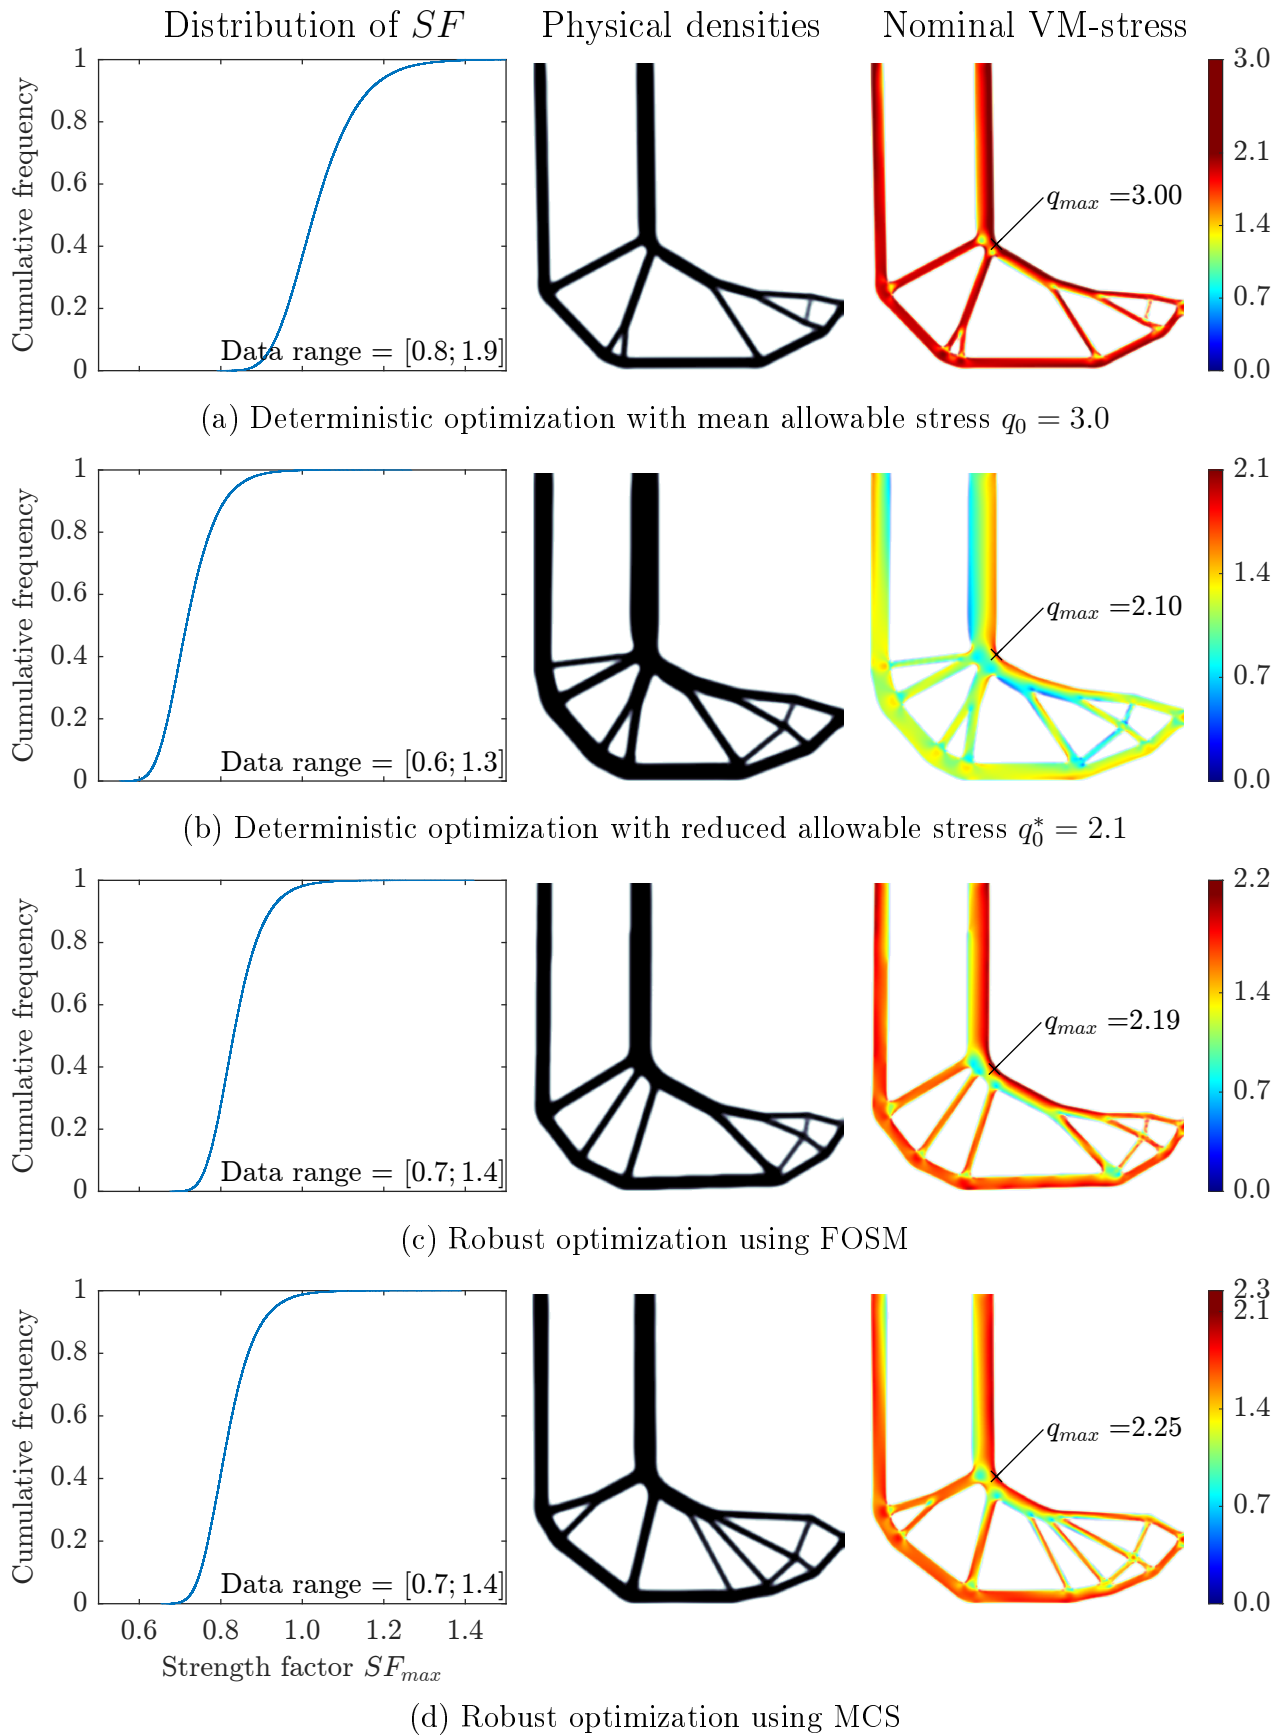 Distribution of SF Physical densities Nominal VM-stress
Cumulative frequency
1
0.8
0.6
0.4
0.2
0
Data range = [0.8; 1.9]
q_max =3.00
3.0
2.1
1.4
0.7
0.0
(a) Deterministic optimization with mean allowable stress q_0 = 3.0
Cumulative frequency
1
0.8
0.6
0.4
0.2
0
Data range = [0.6; 1.3]
q_max =2.10
2.1
1.4
0.7
0.0
(b) Deterministic optimization with reduced allowable stress q_0^* = 2.1
Cumulative frequency
1
0.8
0.6
0.4
0.2
0
Data range = [0.7; 1.4]
q_max =2.19
2.2
1.4
0.7
0.0
(c) Robust optimization using FOSM
Cumulative frequency
1
0.8
0.6
0.4
0.2
0
Data range = [0.7; 1.4]
0.6 0.8 1.0 1.2 1.4
Strength factor SF_max
q_max =2.25
2.3
2.1
1.4
0.7
0.0
(d) Robust optimization using MCS